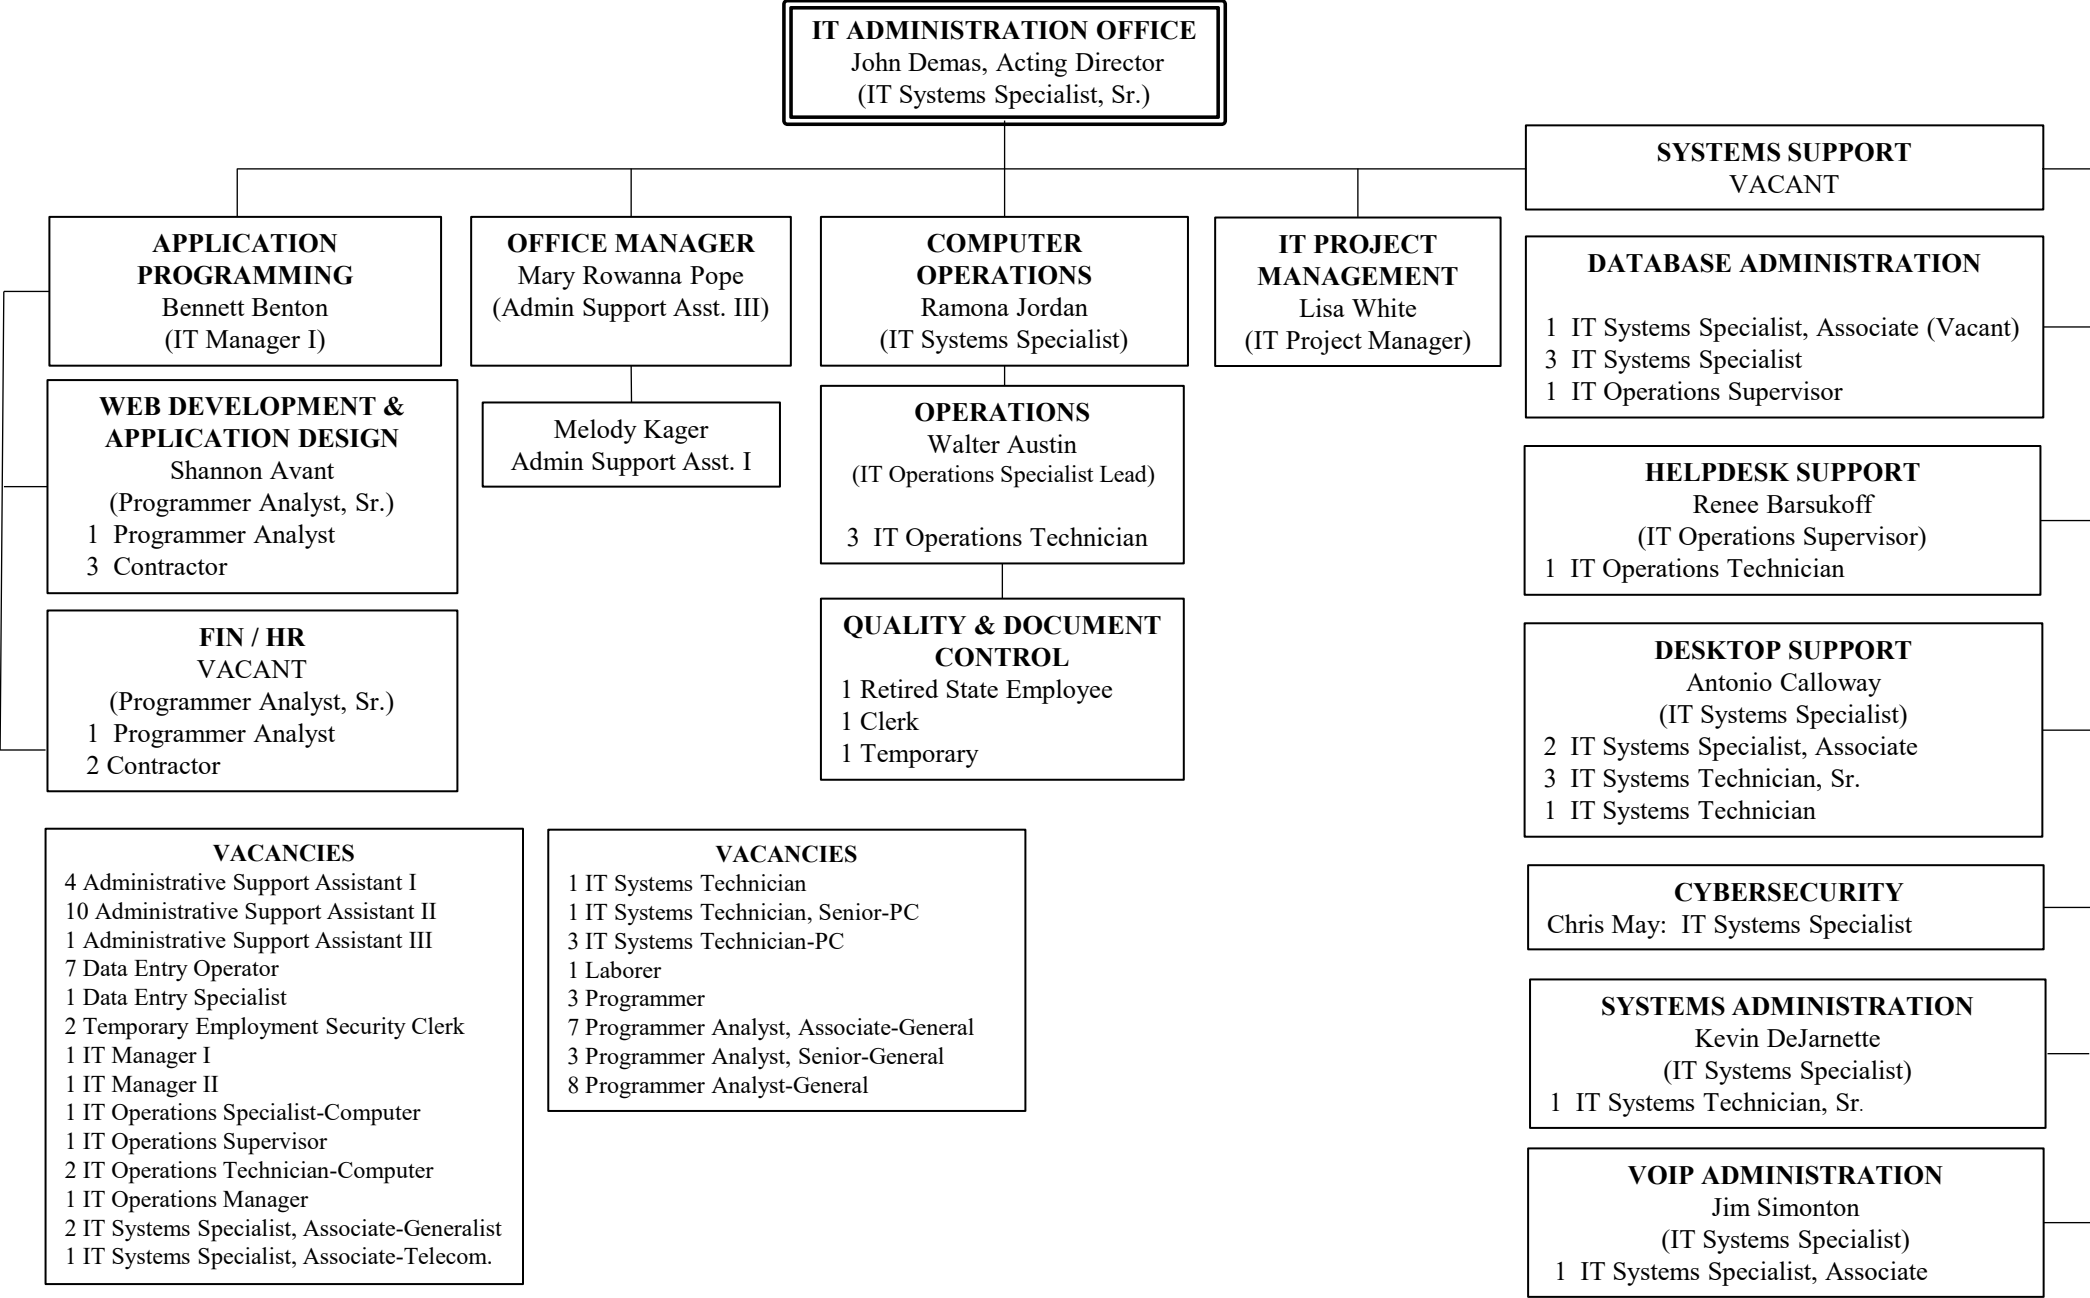 IT ADMINISTRATION OFFICE
John Demas, Acting Director
(IT Systems Specialist, Sr.)
APPLICATION
PROGRAMMING
Bennett Benton
(IT Manager I)
WEB DEVELOPMENT &
APPLICATION DESIGN
Shannon Avant
(Programmer Analyst, Sr.)
1 Programmer Analyst
3 Contractor
FIN / HR
VACANT
(Programmer Analyst, Sr.)
1 Programmer Analyst
2 Contractor
OFFICE MANAGER
Mary Rowanna Pope
(Admin Support Asst. III)
Melody Kager
Admin Support Asst. I
COMPUTER
OPERATIONS
Ramona Jordan
(IT Systems Specialist)
OPERATIONS
Walter Austin
(IT Operations Specialist Lead)
3 IT Operations Technician
QUALITY & DOCUMENT
CONTROL
1 Retired State Employee
1 Clerk
1 Temporary
IT PROJECT
MANAGEMENT
Lisa White
(IT Project Manager)
SYSTEMS SUPPORT
VACANT
DATABASE ADMINISTRATION
1 IT Systems Specialist, Associate (Vacant)
3 IT Systems Specialist
1 IT Operations Supervisor
HELPDESK SUPPORT
Renee Barsukoff
(IT Operations Supervisor)
1 IT Operations Technician
DESKTOP SUPPORT
Antonio Calloway
(IT Systems Specialist)
2 IT Systems Specialist, Associate
3 IT Systems Technician, Sr.
1 IT Systems Technician
CYBERSECURITY
Chris May: IT Systems Specialist
SYSTEMS ADMINISTRATION
Kevin DeJarnette
(IT Systems Specialist)
1 IT Systems Technician, Sr.
VOIP ADMINISTRATION
Jim Simonton
(IT Systems Specialist)
1 IT Systems Specialist, Associate
VACANCIES
4 Administrative Support Assistant I
10 Administrative Support Assistant II
1 Administrative Support Assistant III
7 Data Entry Operator
1 Data Entry Specialist
2 Temporary Employment Security Clerk
1 IT Manager I
1 IT Manager II
1 IT Operations Specialist-Computer
1 IT Operations Supervisor
2 IT Operations Technician-Computer
1 IT Operations Manager
2 IT Systems Specialist, Associate-Generalist
1 IT Systems Specialist, Associate-Telecom.
VACANCIES
1 IT Systems Technician
1 IT Systems Technician, Senior-PC
3 IT Systems Technician-PC
1 Laborer
3 Programmer
7 Programmer Analyst, Associate-General
3 Programmer Analyst, Senior-General
8 Programmer Analyst-General